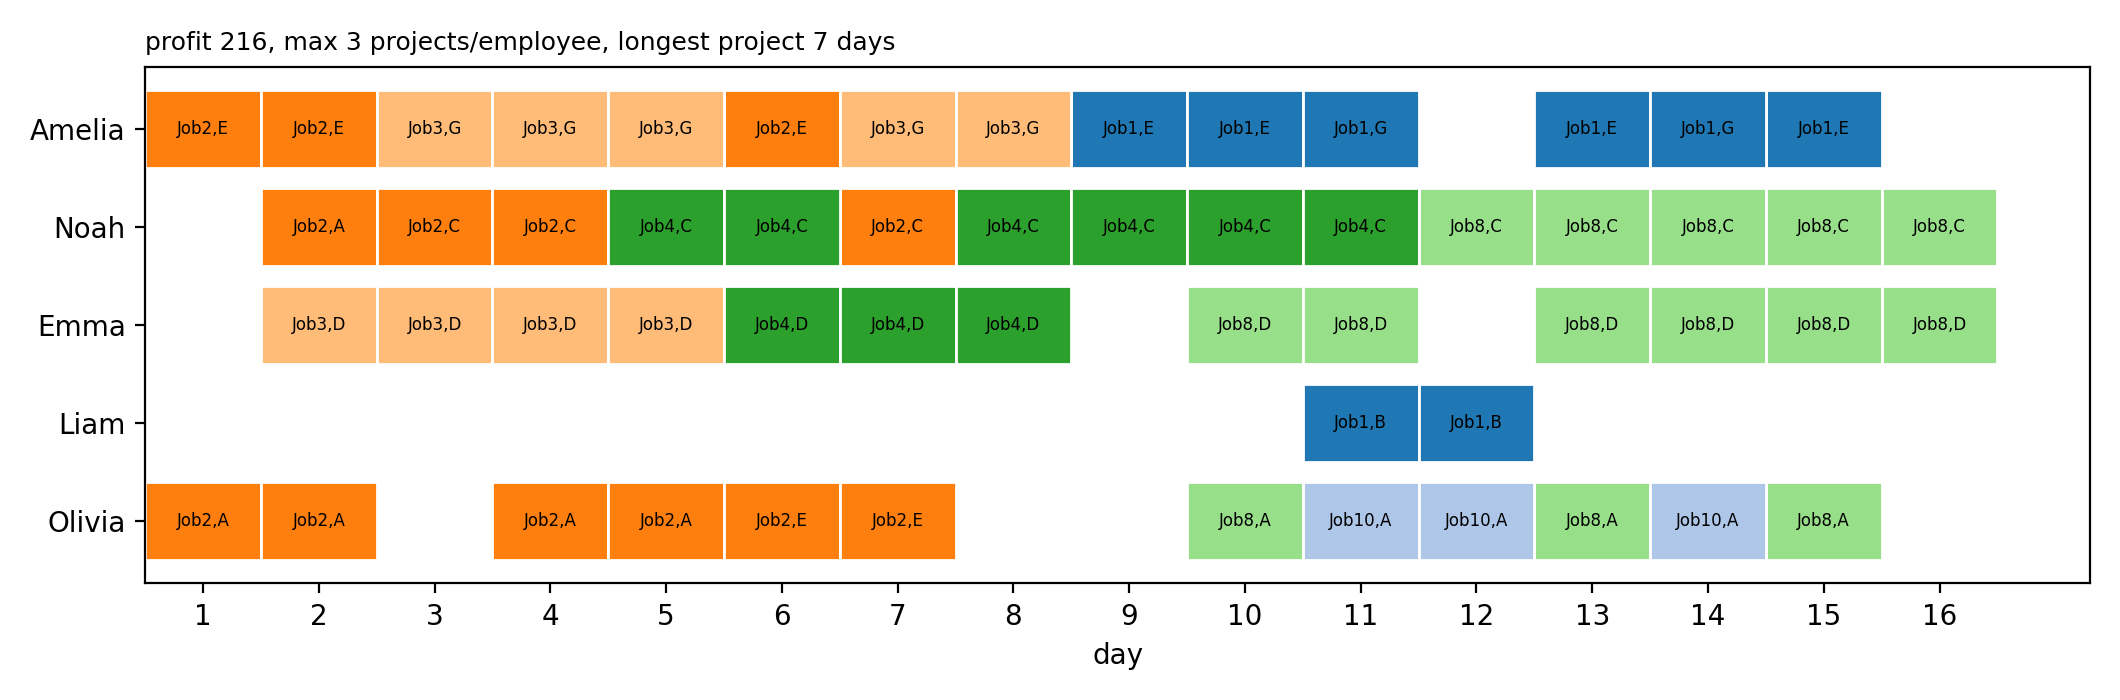 profit 216, max 3 projects/employee, longest project 7 days
Amelia Job2,E Job2,E Job3,G Job3,G Job3,G Job2,E Job3,G Job3,G Job1,E Job1,E Job1,G Job1,E Job1,G Job1,E
Noah Job2,A Job2,C Job2,C Job4,C Job4,C Job2,C Job4,C Job4,C Job4,C Job4,C Job8,C Job8,C Job8,C Job8,C Job8,C
Emma Job3,D Job3,D Job3,D Job3,D Job4,D Job4,D Job4,D Job8,D Job8,D Job8,D Job8,D Job8,D Job8,D
Liam Job1,B Job1,B
Olivia Job2,A Job2,A Job2,A Job2,A Job2,E Job2,E Job8,A Job10,A Job10,A Job8,A Job10,A Job8,A
1 2 3 4 5 6 7 8 9 10 11 12 13 14 15 16
day